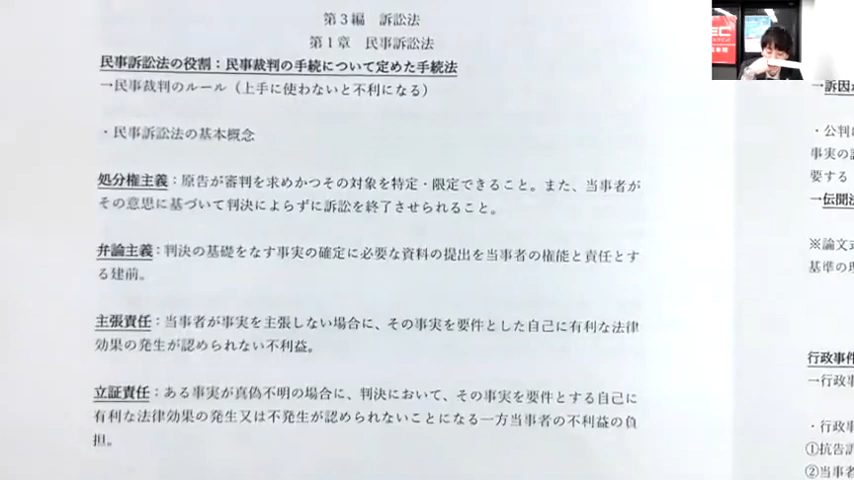 第３編　訴訟法
第１章　民事訴訟法
民事訴訟法の役割：民事裁判の手続について定めた手続法
→民事裁判のルール（上手に使わないと不利になる）
・民事訴訟法の基本概念
処分権主義：原告が審判を求めかつその対象を特定・限定できること。また、当事者が
その意思に基づいて判決によらずに訴訟を終了させられること。
弁論主義：判決の基礎をなす事実の確定に必要な資料の提出を当事者の権能と責任とす
る建前。
主張責任：当事者が事実を主張しない場合に、その事実を要件とした自己に有利な法律
効果の発生が認められない不利益。
立証責任：ある事実が真偽不明の場合に、判決において、その事実を要件とする自己に
有利な法律効果の発生又は不発生が認められないことになる一方当事者の不利益の負
担。
→訴因
・公判
事実の
要する
→伝聞
※論文
基準の
行政事件
→行政事
・行政事
①抗告訴
②当事者